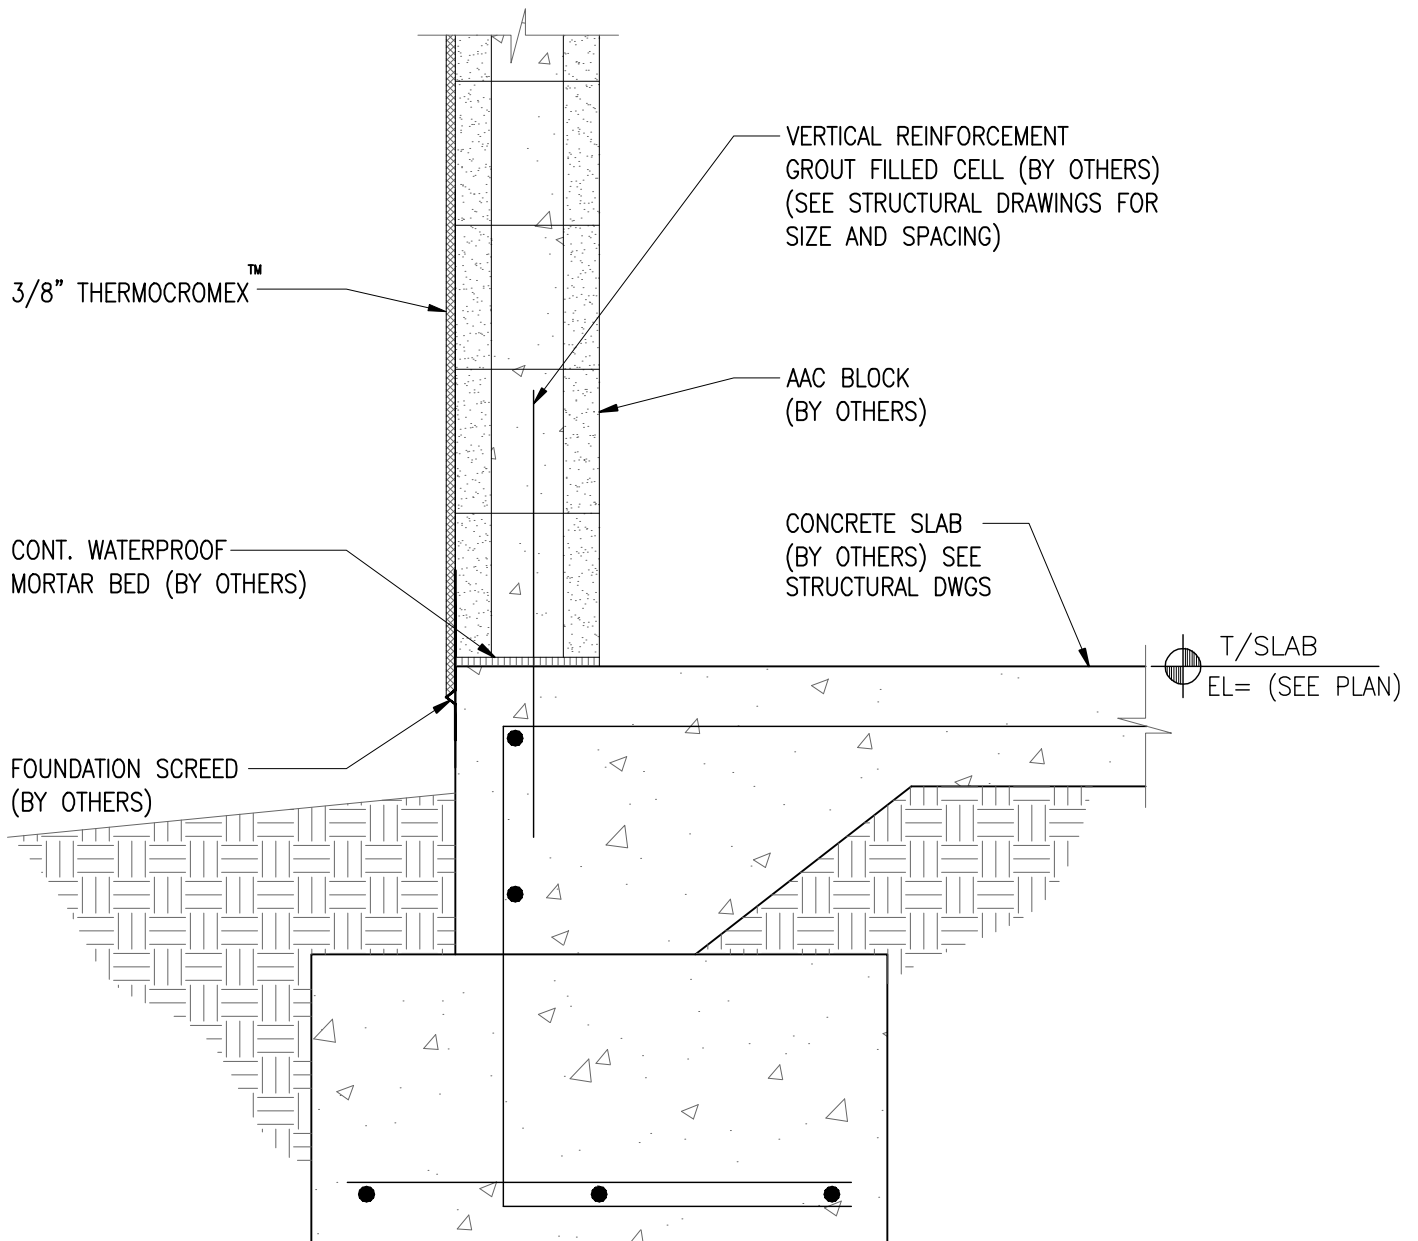 VERTICAL REINFORCEMENT
GROUT FILLED CELL (BY OTHERS)
(SEE STRUCTURAL DRAWINGS FOR
SIZE AND SPACING)
3/8" THERMOCROMEX™
AAC BLOCK
(BY OTHERS)
CONT. WATERPROOF
MORTAR BED (BY OTHERS)
CONCRETE SLAB
(BY OTHERS) SEE
STRUCTURAL DWGS
T/SLAB
EL= (SEE PLAN)
FOUNDATION SCREED
(BY OTHERS)